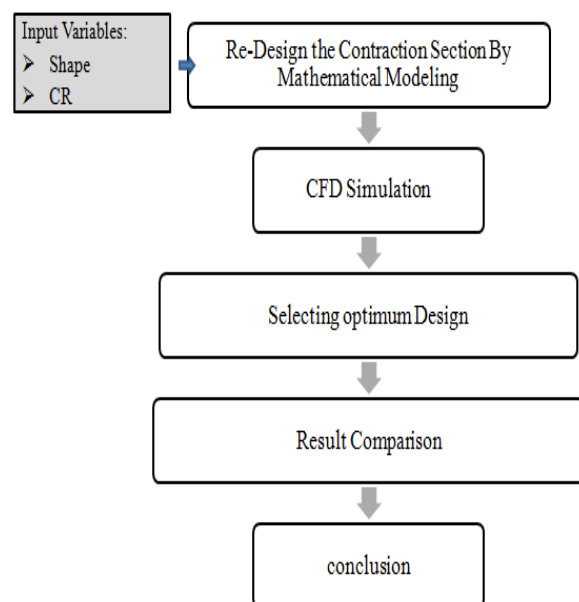 Input Variables:
➢ Shape
➢ CR
Re-Design the Contraction Section By
Mathematical Modeling
CFD Simulation
Selecting optimum Design
Result Comparison
conclusion